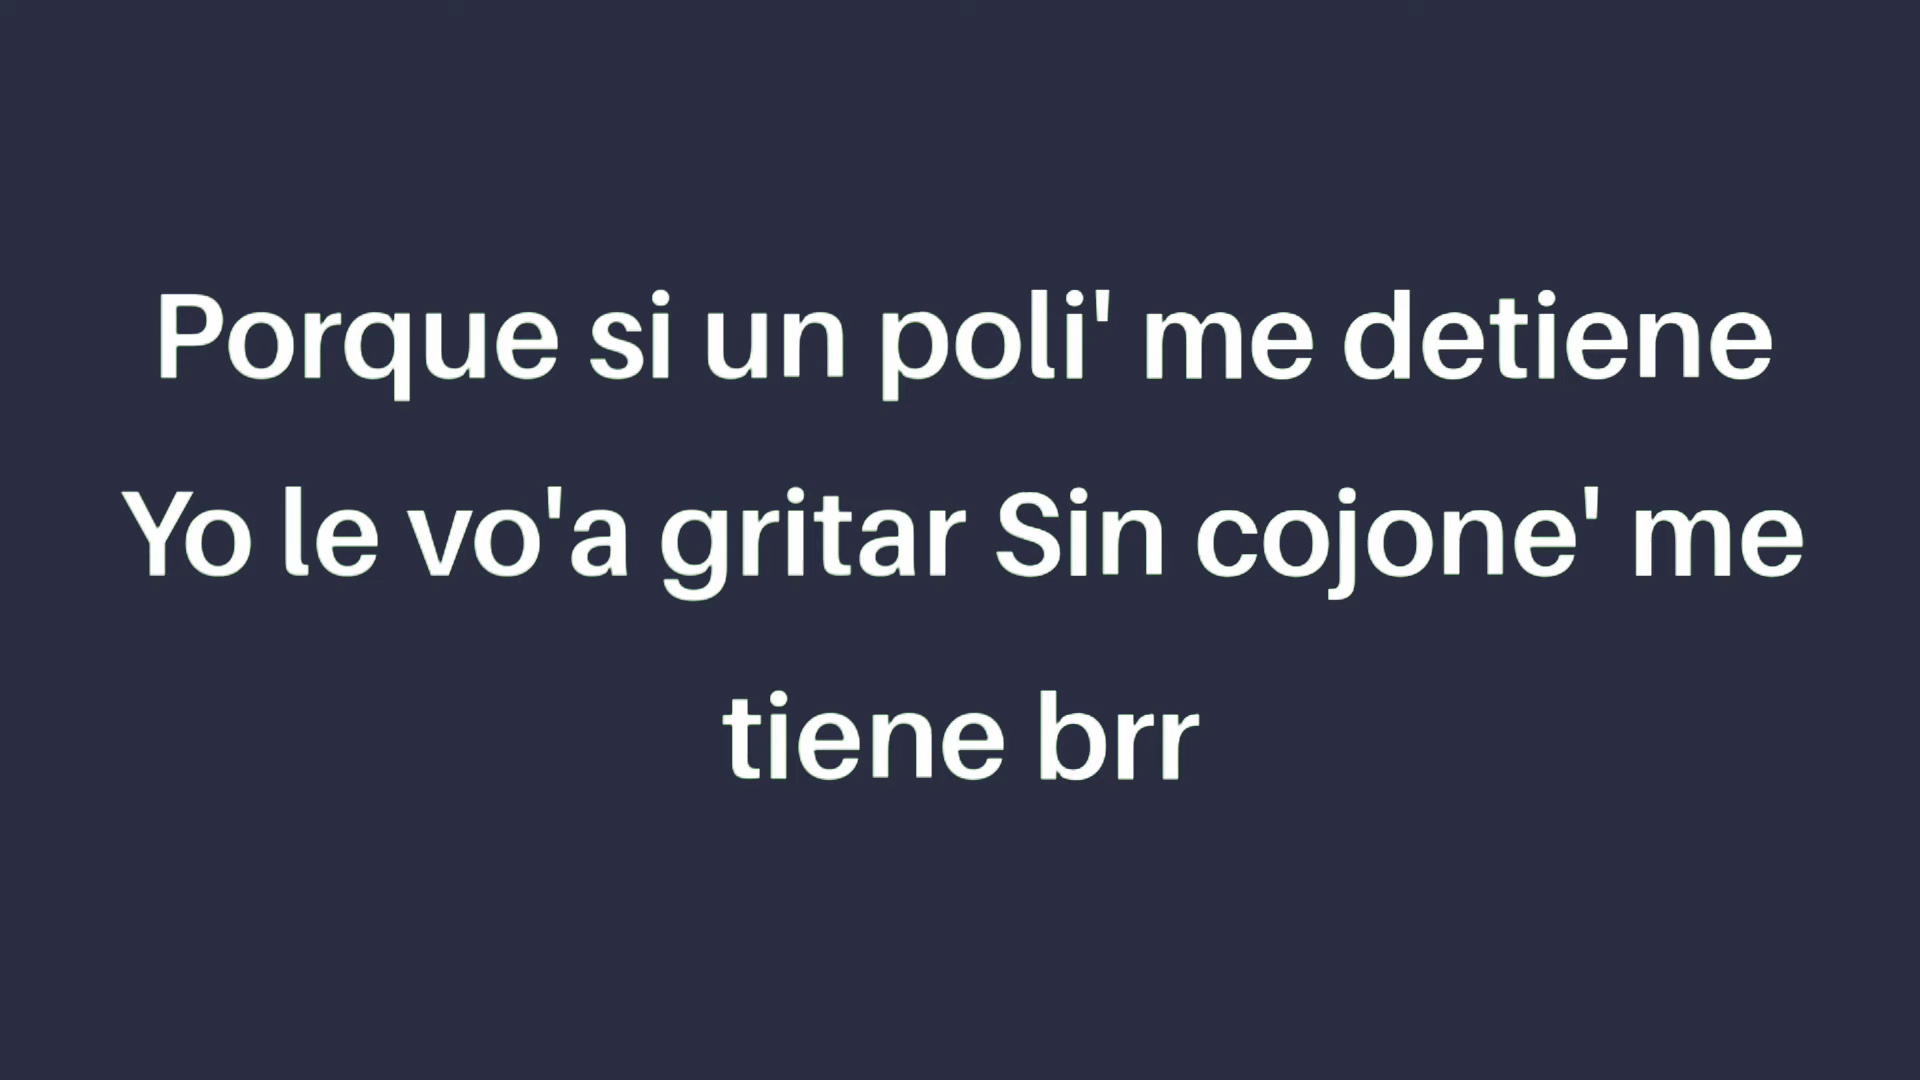 Porque si un poli' me detiene
Yo le vo'a gritar Sin cojone' me
tiene brr